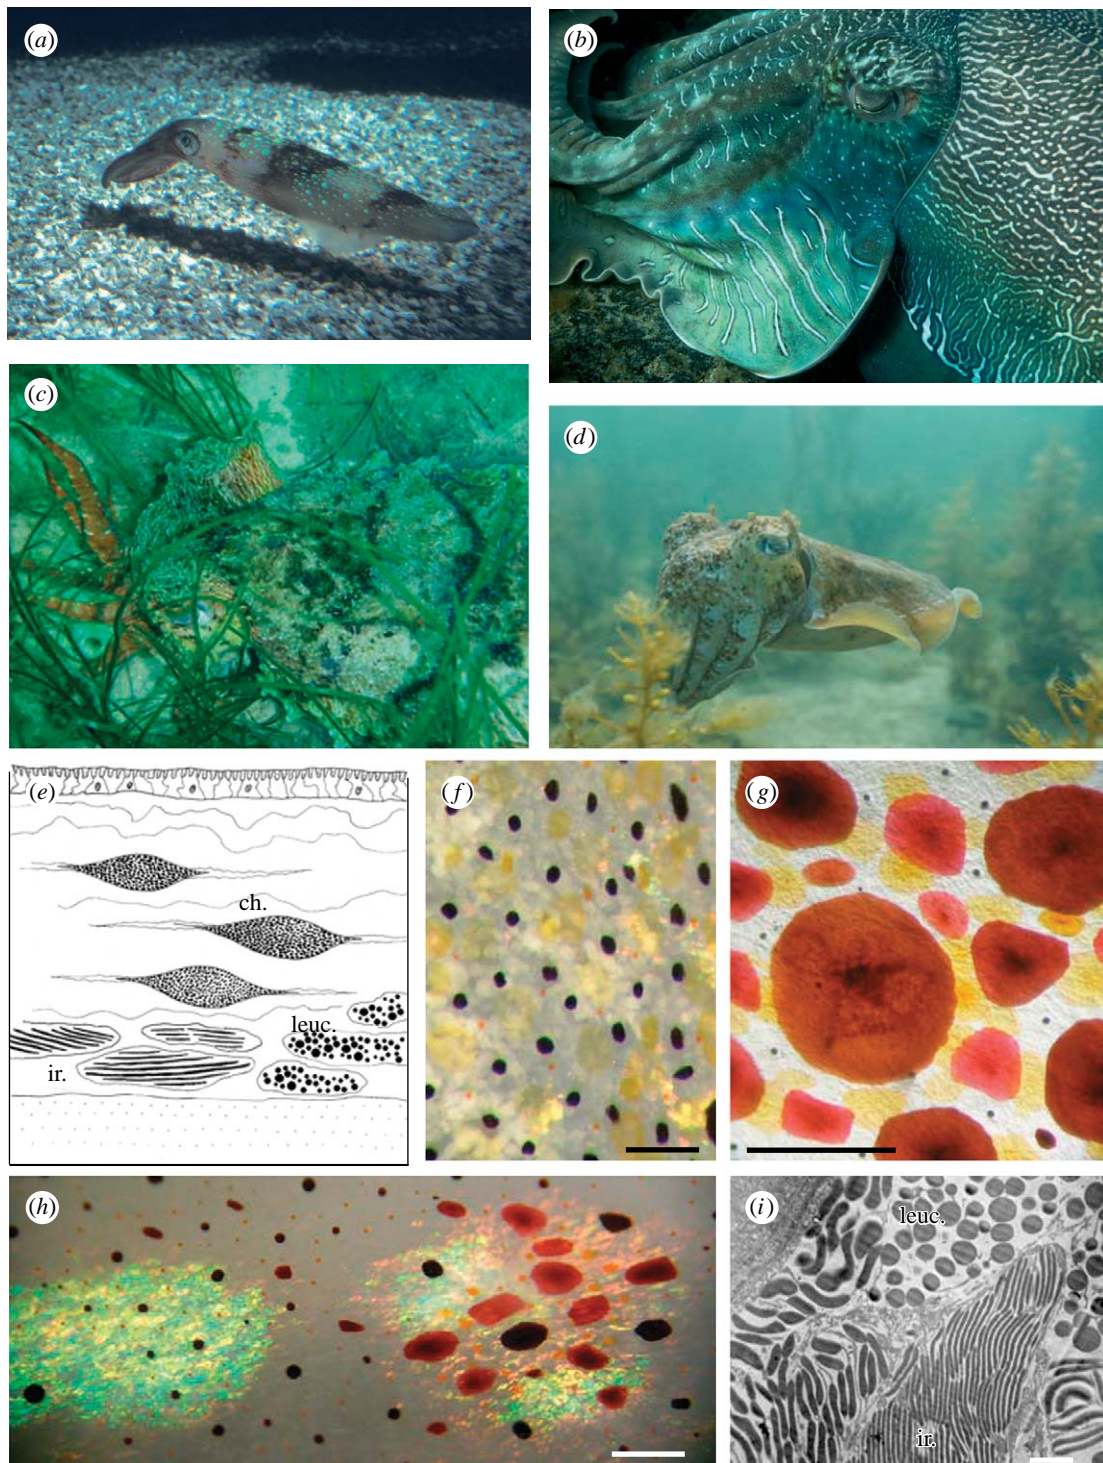 (a)
(b)
(c)
(d)
(e)
ch.
leuc.
ir.
(f)
(g)
(h)
(i)
leuc.
ir.